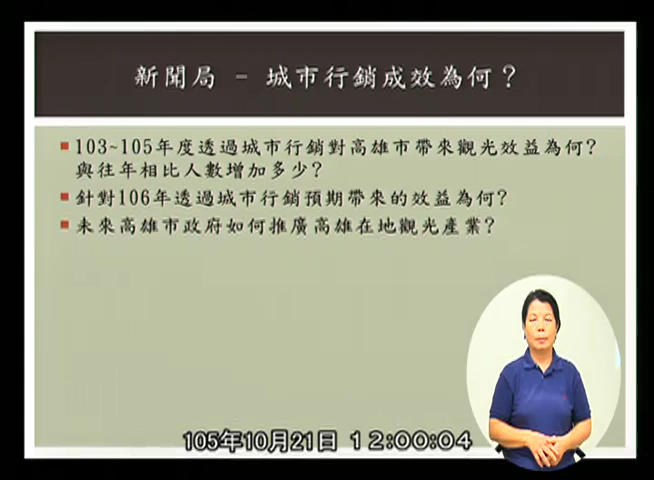 新聞局 - 城市行銷成效為何？
103~105年度透過城市行銷對高雄市帶來觀光效益為何?
與往年相比人數增加多少?
針對106年透過城市行銷預期帶來的效益為何?
未來高雄市政府如何推廣高雄在地觀光產業?
105年10月21日 12:00:04